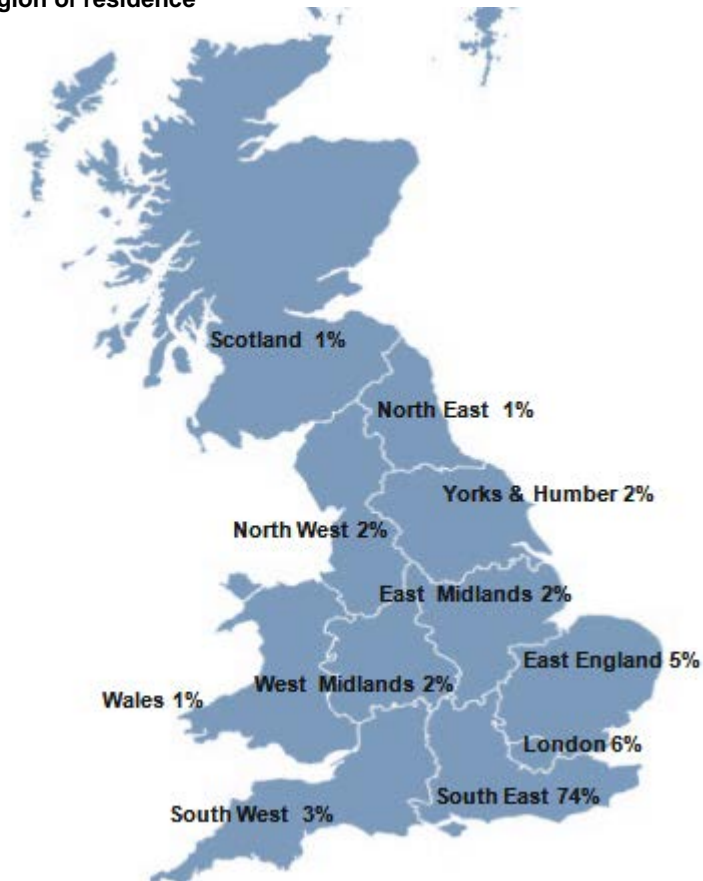 of residence
Scotland 1%
North East 1%
Yorks & Humber 2%
North West 2%
East Midlands 2%
East England 5%
West Midlands 2%
Wales 1%
London 6%
South East 74%
South West 3%